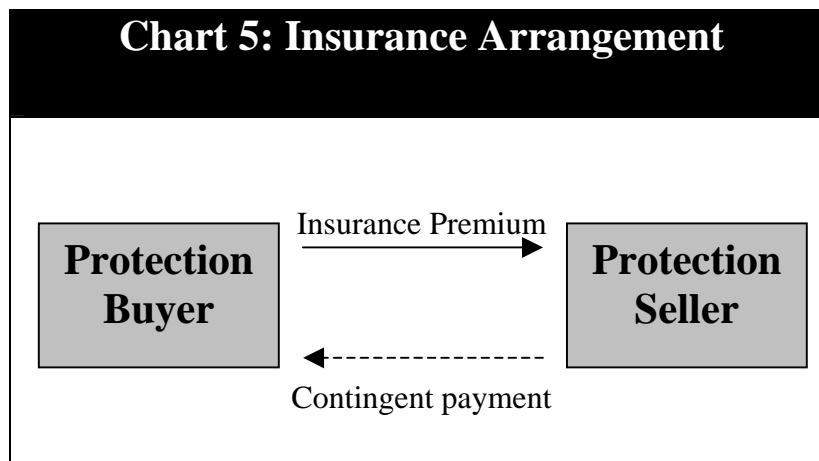 Chart 5: Insurance Arrangement
Insurance Premium
Protection
Buyer
Protection
Seller
Contingent payment